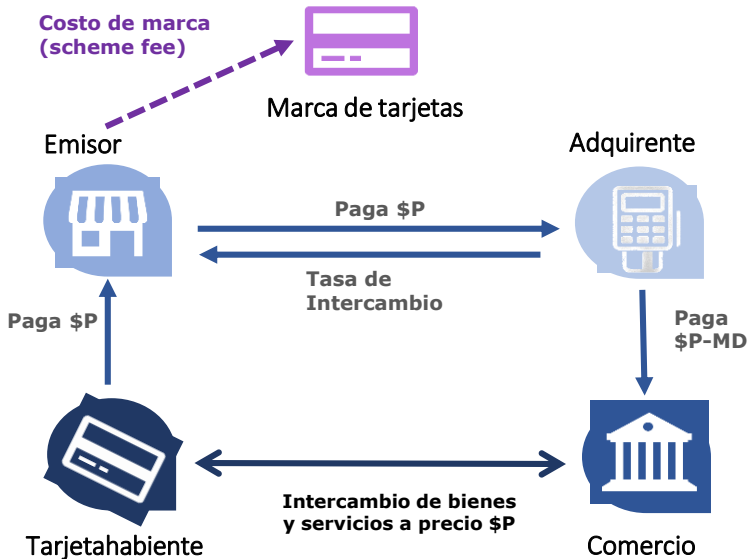 Costo de marca
(scheme fee)
Marca de tarjetas
Emisor
Adquirente
Paga $P
Tasa de
Intercambio
Paga $P
Paga
$P-MD
Intercambio de bienes
y servicios a precio $P
Tarjetahabiente
Comercio